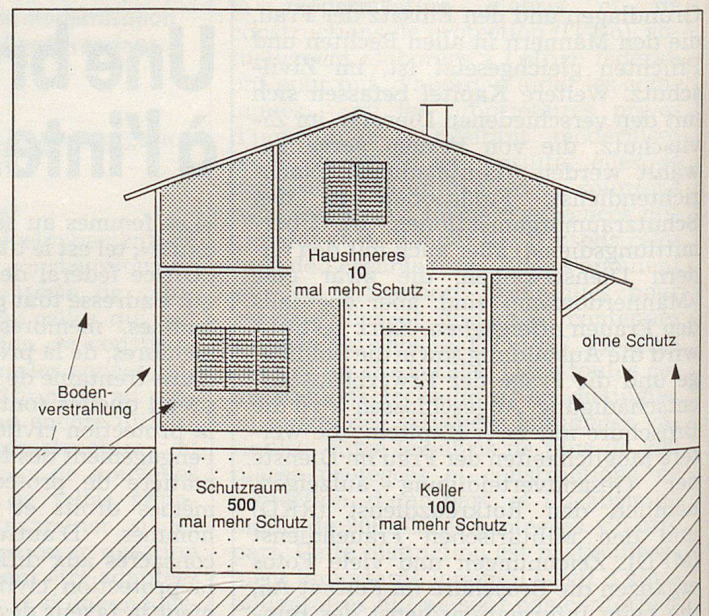 Hausinneres
10
mal mehr Schutz
ohne Schutz
Boden-
verstrahlung
Schutzraum
500
mal mehr Schutz
Keller
100
mal mehr Schutz